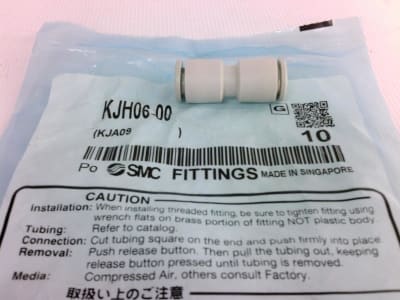 KJH06-00
(KJA09 )
G
10
Po SMC FITTINGS MADE IN SINGAPORE
CAUTION
Installation: When installing threaded fitting, be sure to tighten fitting using
wrench flats on brass portion of fitting NOT plastic body.
Tubing: Refer to catalog.
Connection: Cut tubing square on the end and push firmly into place.
Removal: Push release button. Then pull the tubing out, keeping
release button pressed until tubing is removed.
Media: Compressed Air, others consult Factory.
取扱い上のご注意